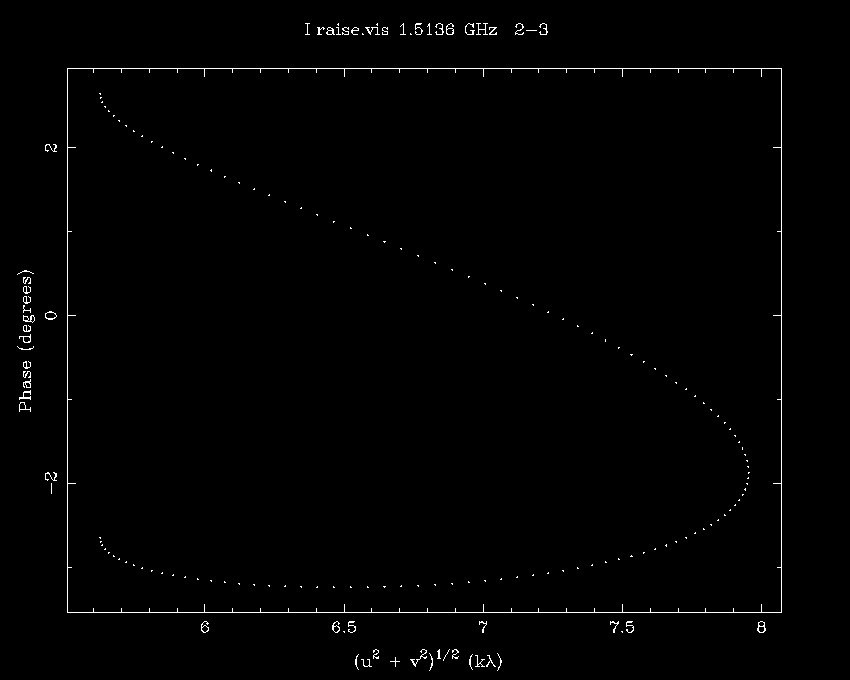 I raise.vis 1.5136 GHz 2-3
2
0
-2
Phase (degrees)
6
6.5
7
7.5
8
(u² + v²)^1/2 (kλ)